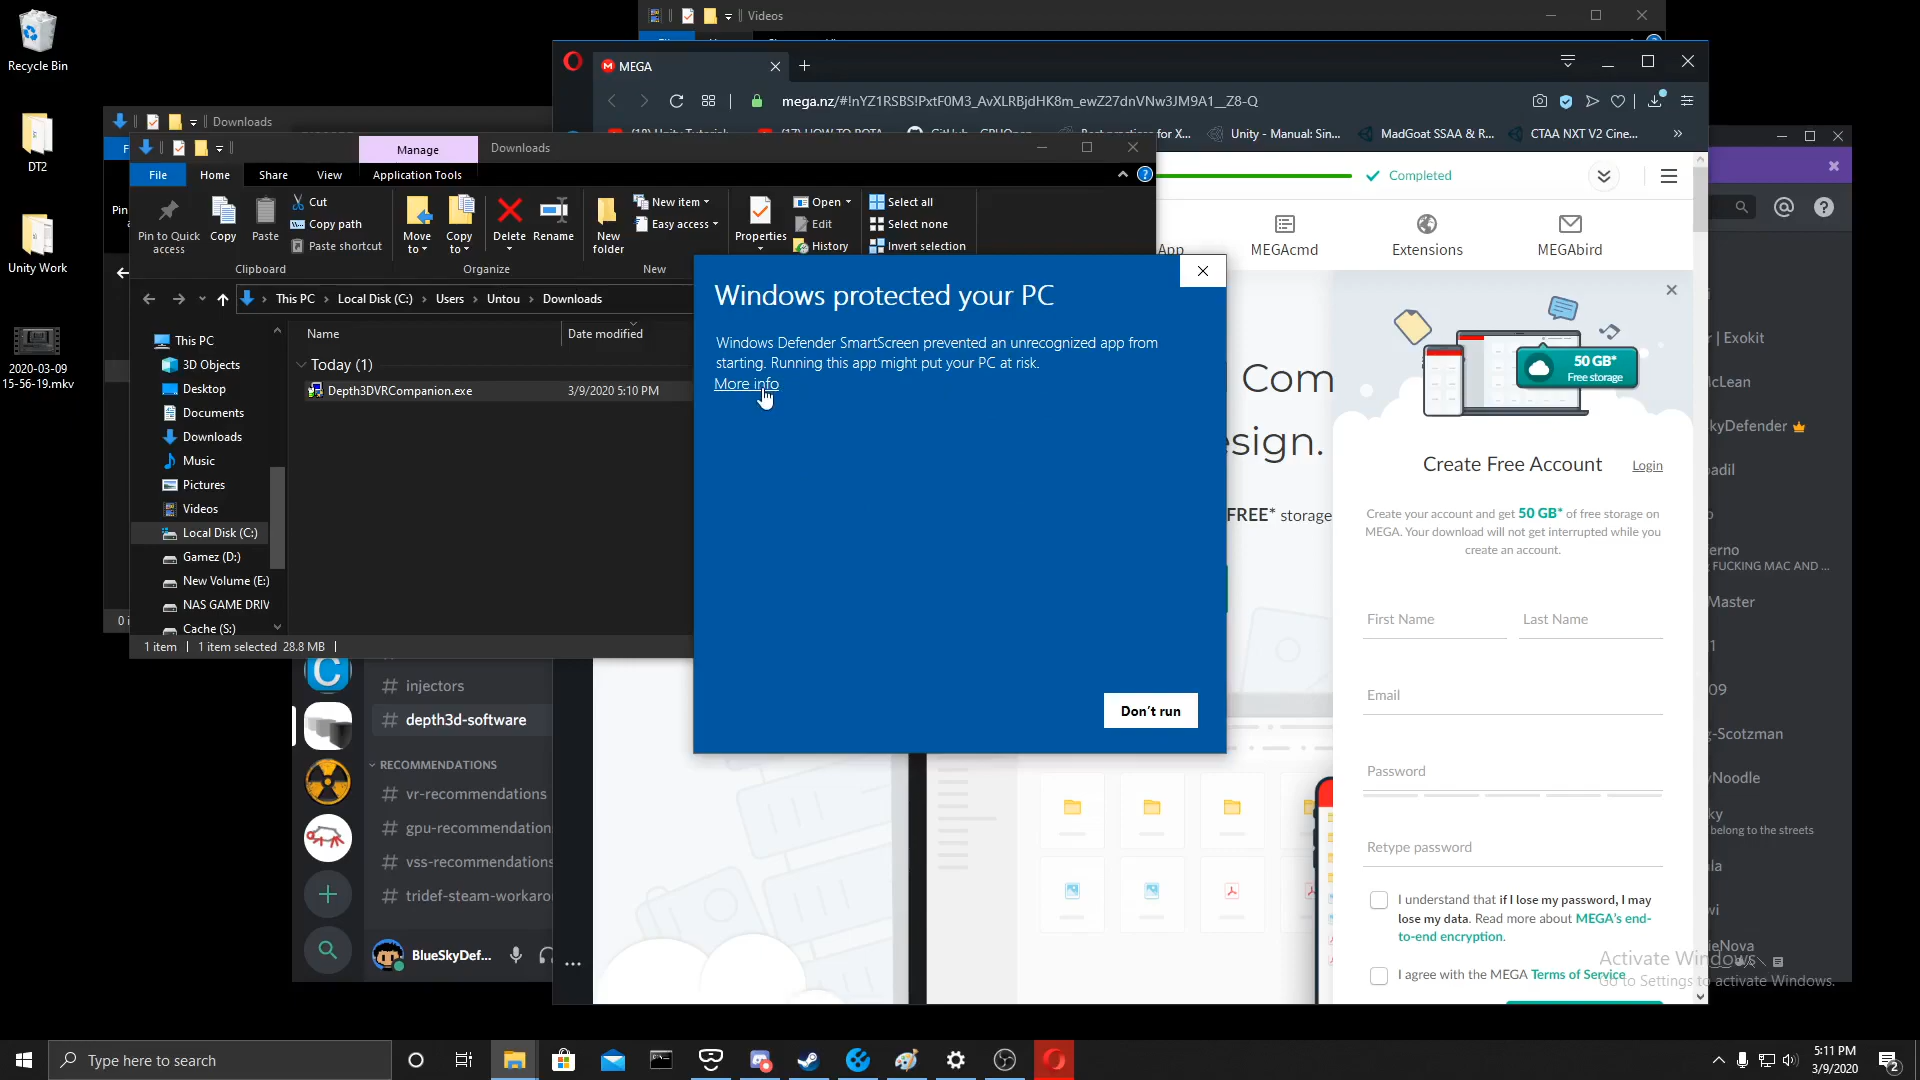 Recycle Bin
DT2
Unity Work
2020-03-09
15-56-19.mkv
Videos
MEGA
mega.nz/#!nYZ1RSBS!PxtF0M3_AvXLRBjdHK8m_ewZ27dnVNw3JM9A1__Z8-Q
for X...
Unity - Manual: Sin...
MadGoat SSAA & R...
CTAA NXT V2 Cine...
»
Downloads
Manage
Downloads
File
Home
Share
View
Application Tools
Pin to Quick
access
Copy
Paste
Cut
Copy path
Paste shortcut
Clipboard
Move
to
Copy
to
Delete
Rename
Organize
New
folder
New item
Easy access
New
Properties
Open
Edit
History
Select all
Select none
Invert selection
This PC
Local Disk (C:)
Users
Untou
Downloads
This PC
3D Objects
Desktop
Documents
Downloads
Music
Pictures
Videos
Local Disk (C:)
Gamez (D:)
New Volume (E:)
NAS GAME DRIV
Cache (S:)
Name
Date modified
Today (1)
Depth3DVRCompanion.exe
3/9/2020 5:10 PM
1 item
1 item selected 28.8 MB
Windows protected your PC
Windows Defender SmartScreen prevented an unrecognized app from
starting. Running this app might put your PC at risk.
More info
Don't run
Completed
App
MEGAcmd
Extensions
MEGAbird
Com
esign.
FREE* storage
50 GB*
Free storage
Create Free Account
Login
Create your account and get 50 GB* of free storage on
MEGA. Your download will not get interrupted while you
create an account.
First Name
Last Name
Email
Password
Retype password
I understand that if I lose my password, I may
lose my data. Read more about MEGA's end-
to-end encryption.
I agree with the MEGA Terms of Service
# injectors
# depth3d-software
RECOMMENDATIONS
# vr-recommendations
# gpu-recommendation
# vss-recommendations
# tridef-steam-workaro
BlueSkyDef...
r | Exokit
cLean
kyDefender
adil
erno
FUCKING MAC AND ...
Master
09
g-Scotzman
vNoodle
ky
belong to the streets
ieNova
Activate Windows
Go to Settings to activate Windows.
Type here to search
5:11 PM
3/9/2020
2